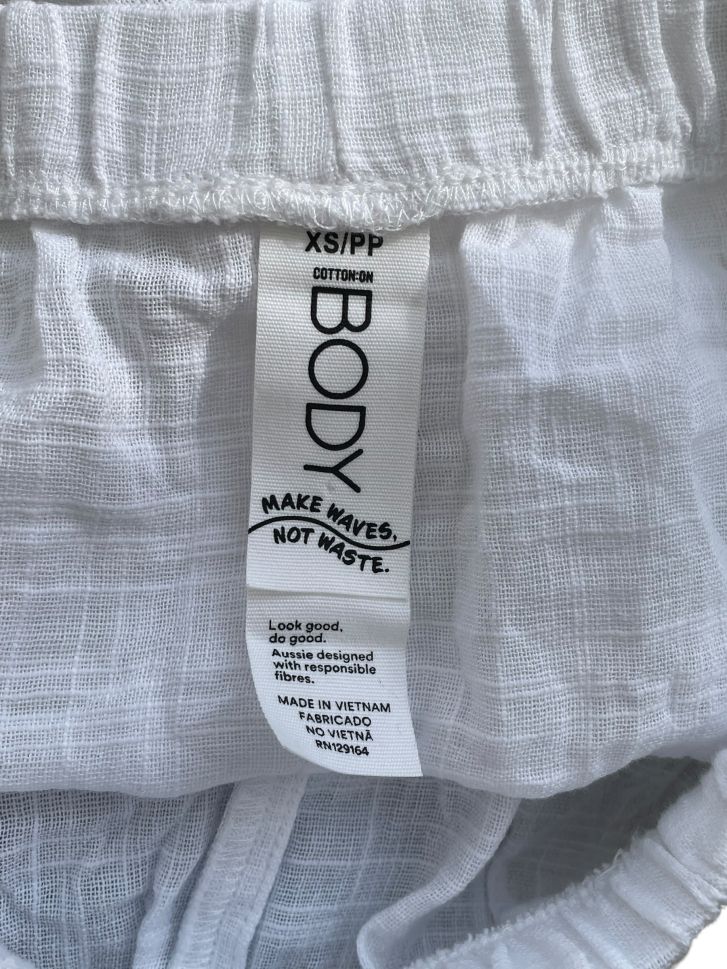 XS/PP
COTTON:ON
BODY
MAKE WAVES,
NOT WASTE.
Look good,
do good.
Aussie designed
with responsible
fibres.
MADE IN VIETNAM
FABRICADO
NO VIETNÃ
RN129164